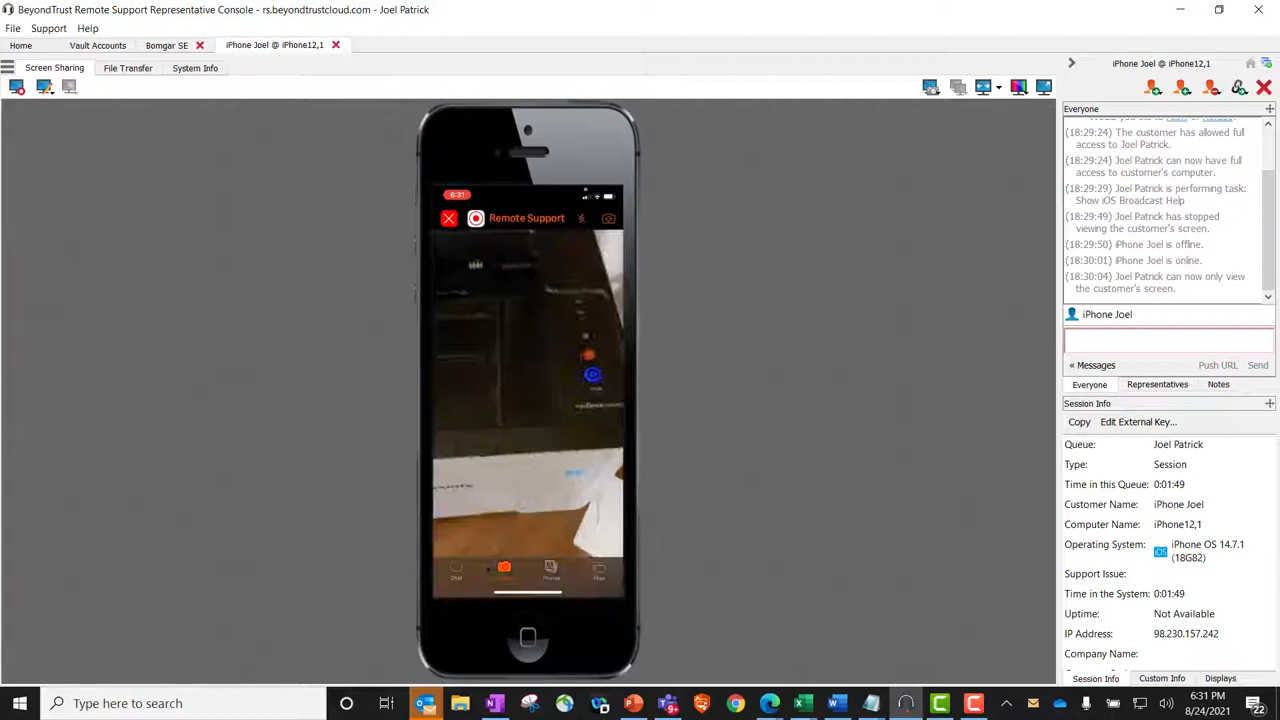 BeyondTrust Remote Support Representative Console - rs.beyondtrustcloud.com - Joel Patrick
File Support Help
Home Vault Accounts Bomgar SE iPhone Joel @ iPhone12,1
Screen Sharing File Transfer System Info
iPhone Joel @ iPhone12,1
Everyone
(18:29:24) The customer has allowed full
access to Joel Patrick.
(18:29:24) Joel Patrick can now have full
access to customer's computer.
(18:29:29) Joel Patrick is performing task:
Show iOS Broadcast Help
(18:29:49) Joel Patrick has stopped
viewing the customer's screen.
(18:29:50) iPhone Joel is offline.
(18:30:01) iPhone Joel is online.
(18:30:04) Joel Patrick can now only view
the customer's screen.
iPhone Joel
« Messages Push URL Send
Everyone Representatives Notes
Session Info
Copy Edit External Key...
Queue: Joel Patrick
Type: Session
Time in this Queue: 0:01:49
Customer Name: iPhone Joel
Computer Name: iPhone12,1
Operating System: iOS iPhone OS 14.7.1
(18G82)
Support Issue:
Time in the System: 0:01:49
Uptime: Not Available
IP Address: 98.230.157.242
Company Name:
Session Info Custom Info Displays
6:31
Remote Support
Chat Photos Files
Type here to search
6:31 PM
8/24/2021
22